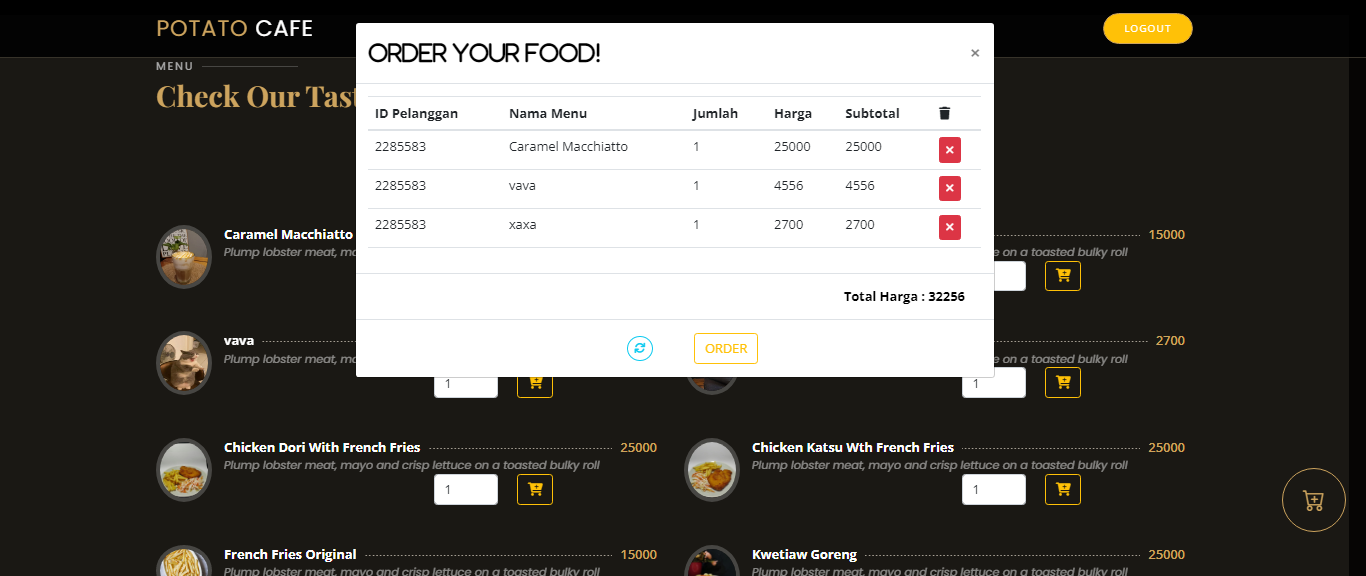 POTATO CAFE
LOGOUT
MENU
Check Our Tast
ORDER YOUR FOOD!
×
ID Pelanggan Nama Menu Jumlah Harga Subtotal
2285583 Caramel Macchiatto 1 25000 25000
2285583 vava 1 4556 4556
2285583 xaxa 1 2700 2700
Total Harga : 32256
ORDER
Caramel Macchiatto
Plump lobster meat, ma
15000
e on a toasted bulky roll
vava
Plump lobster meat, ma
1
2700
e on a toasted bulky roll
1
Chicken Dori With French Fries 25000
Plump lobster meat, mayo and crisp lettuce on a toasted bulky roll
1
Chicken Katsu Wth French Fries 25000
Plump lobster meat, mayo and crisp lettuce on a toasted bulky roll
1
French Fries Original 15000
Plump lobster meat, mayo and crisp lettuce on a toasted bulky roll
Kwetiaw Goreng 25000
Plump lobster meat, mayo and crisp lettuce on a toasted bulky roll